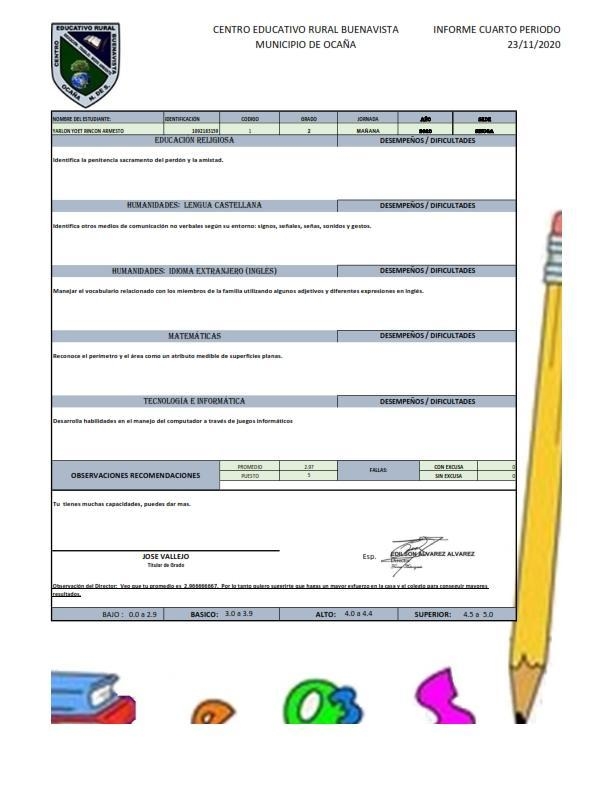 EDUCATIVO RURAL
BUENAVISTA
CENTRO
OCAÑA N. DE S.
CENTRO EDUCATIVO RURAL BUENAVISTA
MUNICIPIO DE OCAÑA
INFORME CUARTO PERIODO
23/11/2020
NOMBRE DEL ESTUDIANTE: IDENTIFICACIÓN CODIGO GRADO JORNADA AÑO SEDE
YARLON YOET RINCON ARMESTO 1 2 MAÑANA 2020
EDUCACIÓN RELIGIOSA DESEMPEÑOS / DIFICULTADES
Identifica la penitencia sacramento del perdón y la amistad.
HUMANIDADES: LENGUA CASTELLANA DESEMPEÑOS / DIFICULTADES
Identifica otros medios de comunicación no verbales según su entorno: signos, señales, señas, sonidos y gestos.
HUMANIDADES: IDIOMA EXTRANJERO (INGLES) DESEMPEÑOS / DIFICULTADES
Manejar el vocabulario relacionado con los miembros de la familia utilizando algunos adjetivos y diferentes expresiones en inglés.
MATEMÁTICAS DESEMPEÑOS / DIFICULTADES
Reconoce el perímetro y el área como un atributo medible de superficies planas.
TECNOLOGÍA E INFORMÁTICA DESEMPEÑOS / DIFICULTADES
Desarrolla habilidades en el manejo del computador a través de juegos informáticos
OBSERVACIONES RECOMENDACIONES
PROMEDIO 2.97
PUESTO 5
FALLAS:
CON EXCUSA 0
SIN EXCUSA 0
Tu tienes muchas capacidades, puedes dar mas.
JOSE VALLEJO
Titular de Grado
Esp. EDILSON ALVAREZ ALVAREZ
Observación del Director: Veo que tu promedio es 2.966666667. Por lo tanto quiero sugerirte que hagas un mayor esfuerzo en la casa y el colegio para conseguir mayores
resultados.
BAJO : 0.0 a 2.9 BASICO: 3.0 a 3.9 ALTO: 4.0 a 4.4 SUPERIOR: 4.5 a 5.0